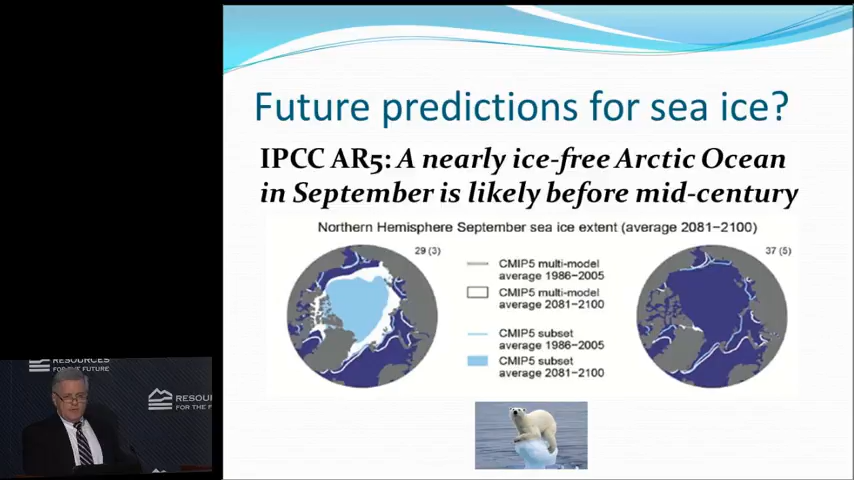 Future predictions for sea ice?
IPCC AR5: A nearly ice-free Arctic Ocean
in September is likely before mid-century
Northern Hemisphere September sea ice extent (average 2081−2100)
29 (3)
CMIP5 multi-model
average 1986−2005
CMIP5 multi-model
average 2081−2100
CMIP5 subset
average 1986−2005
CMIP5 subset
average 2081−2100
37 (5)
RESOURCES
FOR THE FUTURE
RESOU
FOR THE F